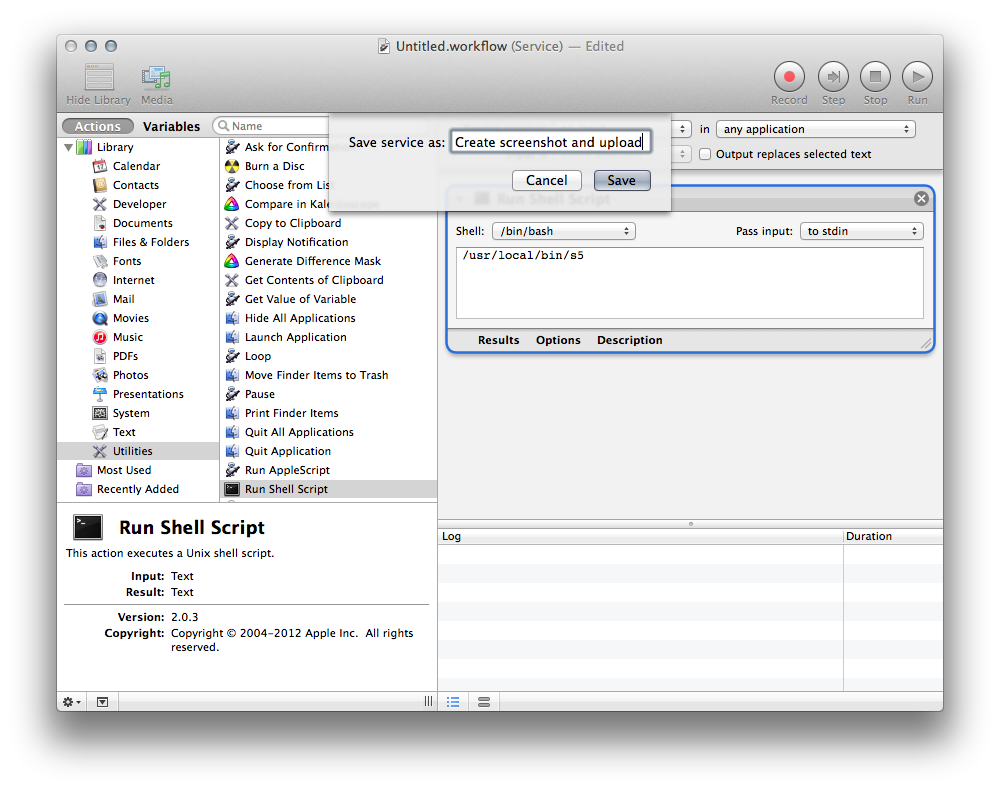 Untitled.workflow (Service) — Edited
Hide Library
Media
Record
Step
Stop
Run
Actions
Variables
Name
Save service as: Create screenshot and upload
Cancel
Save
in any application
Output replaces selected text
Library
Calendar
Contacts
Developer
Documents
Files & Folders
Fonts
Internet
Mail
Movies
Music
PDFs
Photos
Presentations
System
Text
Utilities
Most Used
Recently Added
Ask for Confirm
Burn a Disc
Choose from Lis
Compare in Kaleidoscope
Copy to Clipboard
Display Notification
Generate Difference Mask
Get Contents of Clipboard
Get Value of Variable
Hide All Applications
Launch Application
Loop
Move Finder Items to Trash
Pause
Print Finder Items
Quit All Applications
Quit Application
Run AppleScript
Run Shell Script
Run Shell Script
Shell: /bin/bash
Pass input: to stdin
/usr/local/bin/s5
Results
Options
Description
Run Shell Script
This action executes a Unix shell script.
Input: Text
Result: Text
Version: 2.0.3
Copyright: Copyright © 2004–2012 Apple Inc. All rights
reserved.
Log
Duration